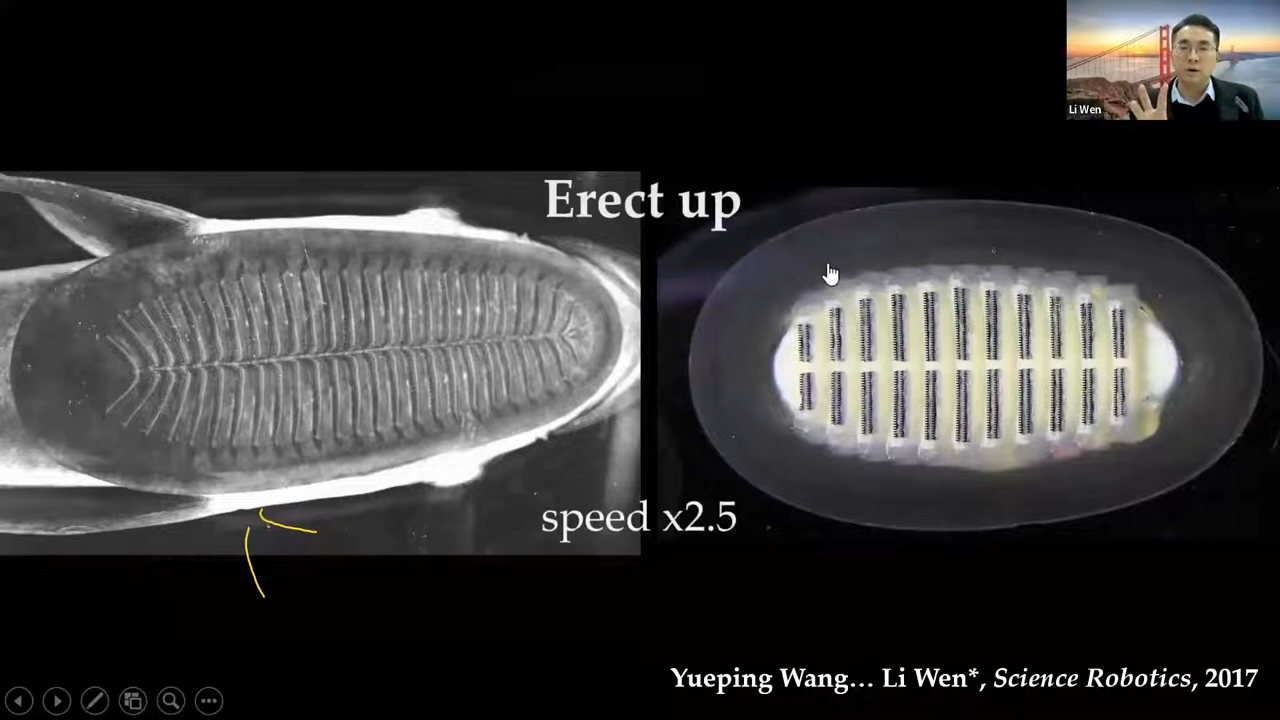 Li Wen
Erect up
speed x2.5
Yueping Wang… Li Wen*, Science Robotics, 2017